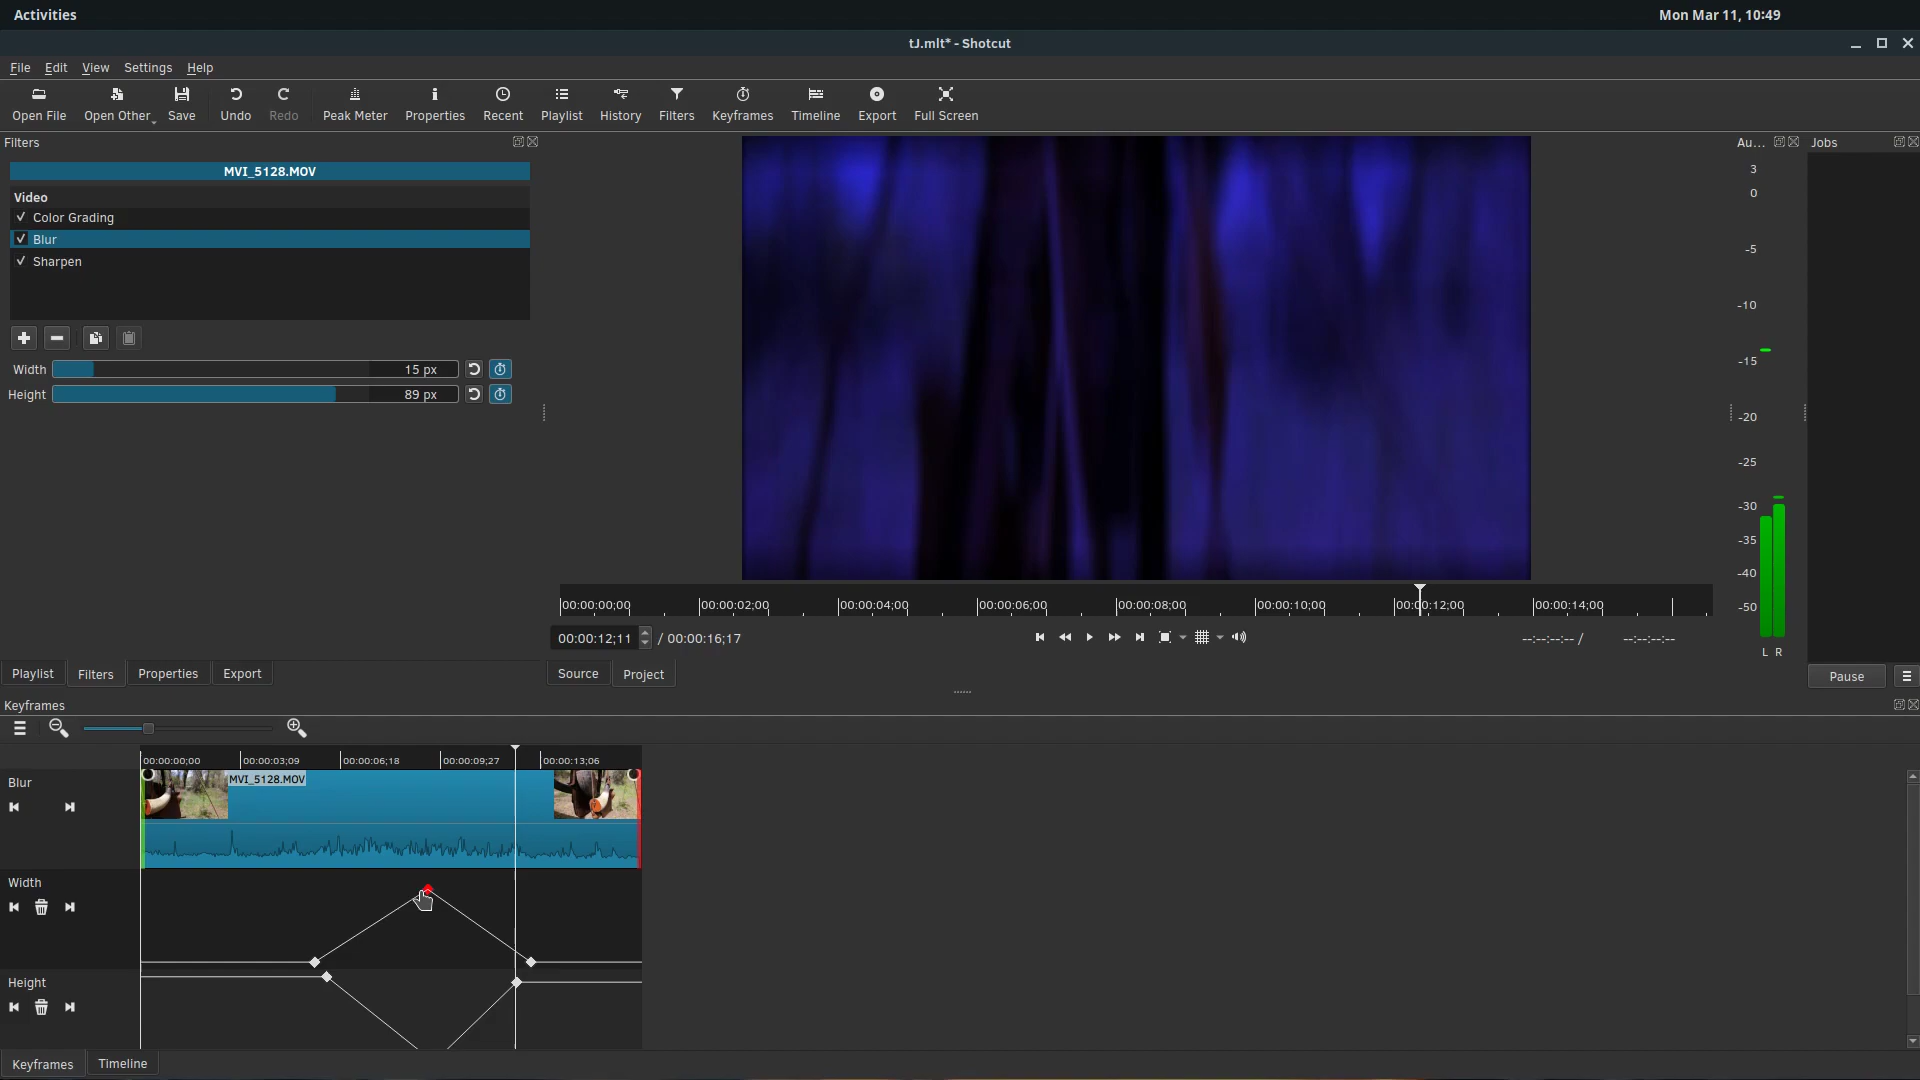 Activities
Mon Mar 11, 10:49
tJ.mlt* - Shotcut
File Edit View Settings Help
Open File Open Other Save Undo Redo Peak Meter Properties Recent Playlist History Filters Keyframes Timeline Export Full Screen
Filters
Au... Jobs
MVI_5128.MOV
Video
Color Grading
Blur
Sharpen
Width 15 px
Height 89 px
3
0
-5
-10
-15
-20
-25
-30
-35
-40
-50
L R
00:00:00;00 00:00:02;00 00:00:04;00 00:00:06;00 00:00:08;00 00:00:10;00 00:00:12;00 00:00:14;00
00:00:12;11 / 00:00:16;17
--:--:--:-- / --:--:--:--
Playlist Filters Properties Export
Source Project
Pause
Keyframes
00:00:00;00 00:00:03;09 00:00:06;18 00:00:09;27 00:00:13;06
Blur
MVI_5128.MOV
Width
Height
Keyframes Timeline